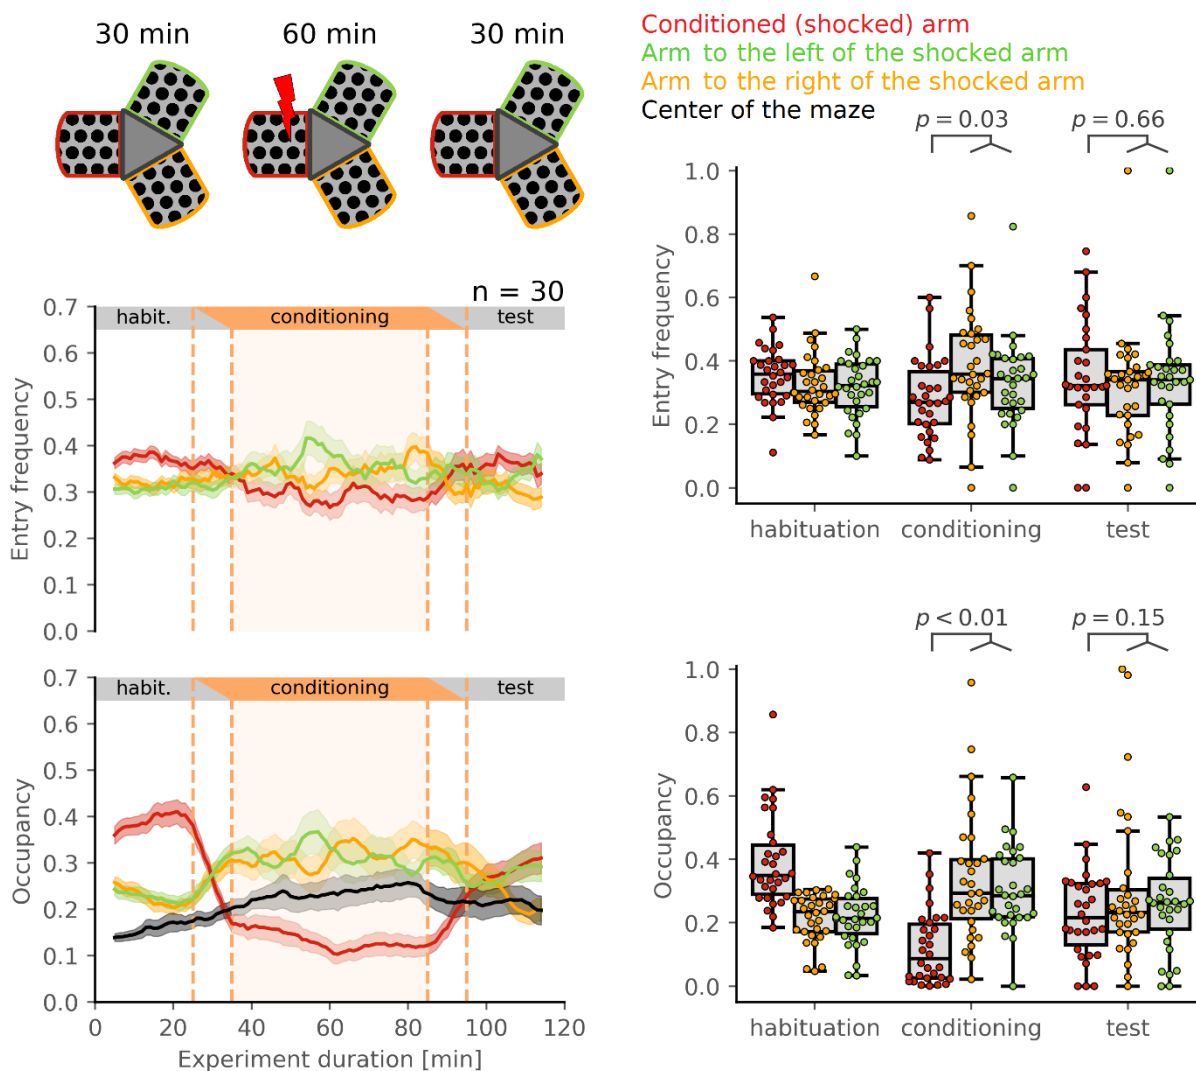 30 min 60 min 30 min
Conditioned (shocked) arm
Arm to the left of the shocked arm
Arm to the right of the shocked arm
Center of the maze
n = 30
habit. conditioning test
0.7
0.6
0.5
0.4
0.3
0.2
0.1
0.0
Entry frequency
habit. conditioning test
0.7
0.6
0.5
0.4
0.3
0.2
0.1
0.0
Occupancy
0 20 40 60 80 100 120
Experiment duration [min]
p = 0.03 p = 0.66
1.0
0.8
0.6
0.4
0.2
0.0
Entry frequency
habituation conditioning test
p < 0.01 p = 0.15
1.0
0.8
0.6
0.4
0.2
0.0
Occupancy
habituation conditioning test